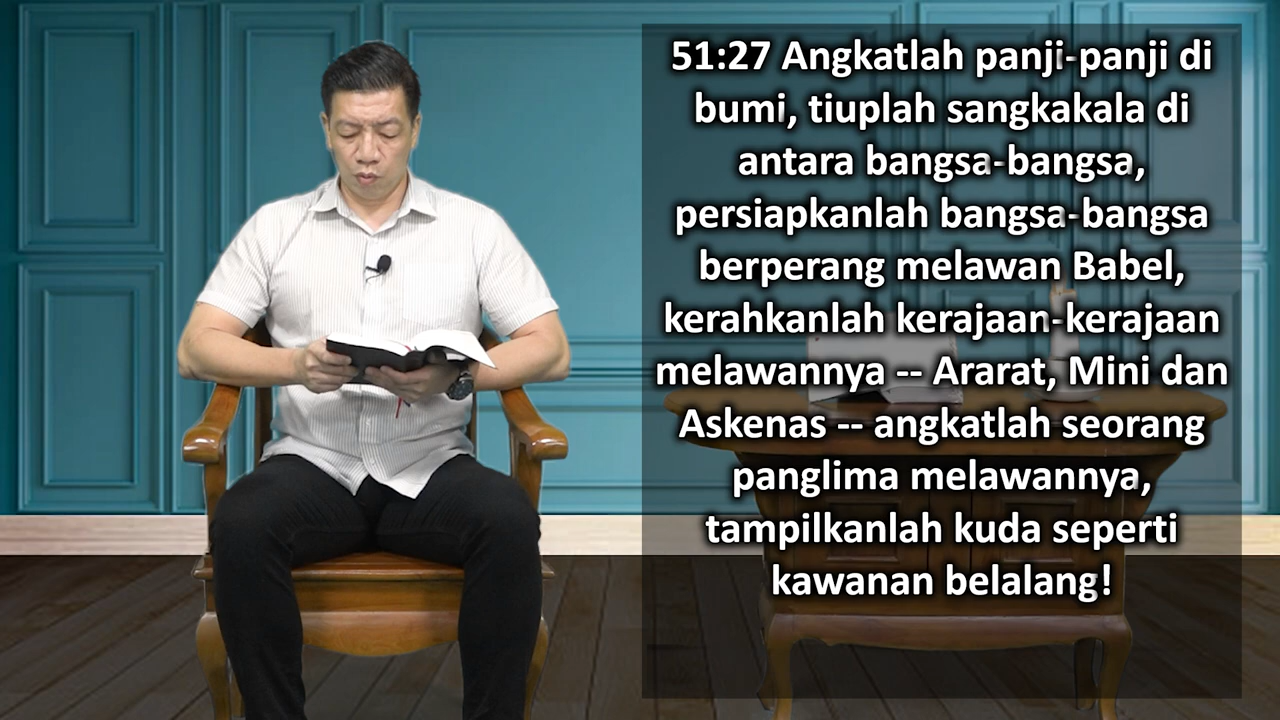 51:27 Angkatlah panji-panji di
bumi, tiuplah sangkakala di
antara bangsa-bangsa,
persiapkanlah bangsa-bangsa
berperang melawan Babel,
kerahkanlah kerajaan-kerajaan
melawannya -- Ararat, Mini dan
Askenas -- angkatlah seorang
panglima melawannya,
tampilkanlah kuda seperti
kawanan belalang!